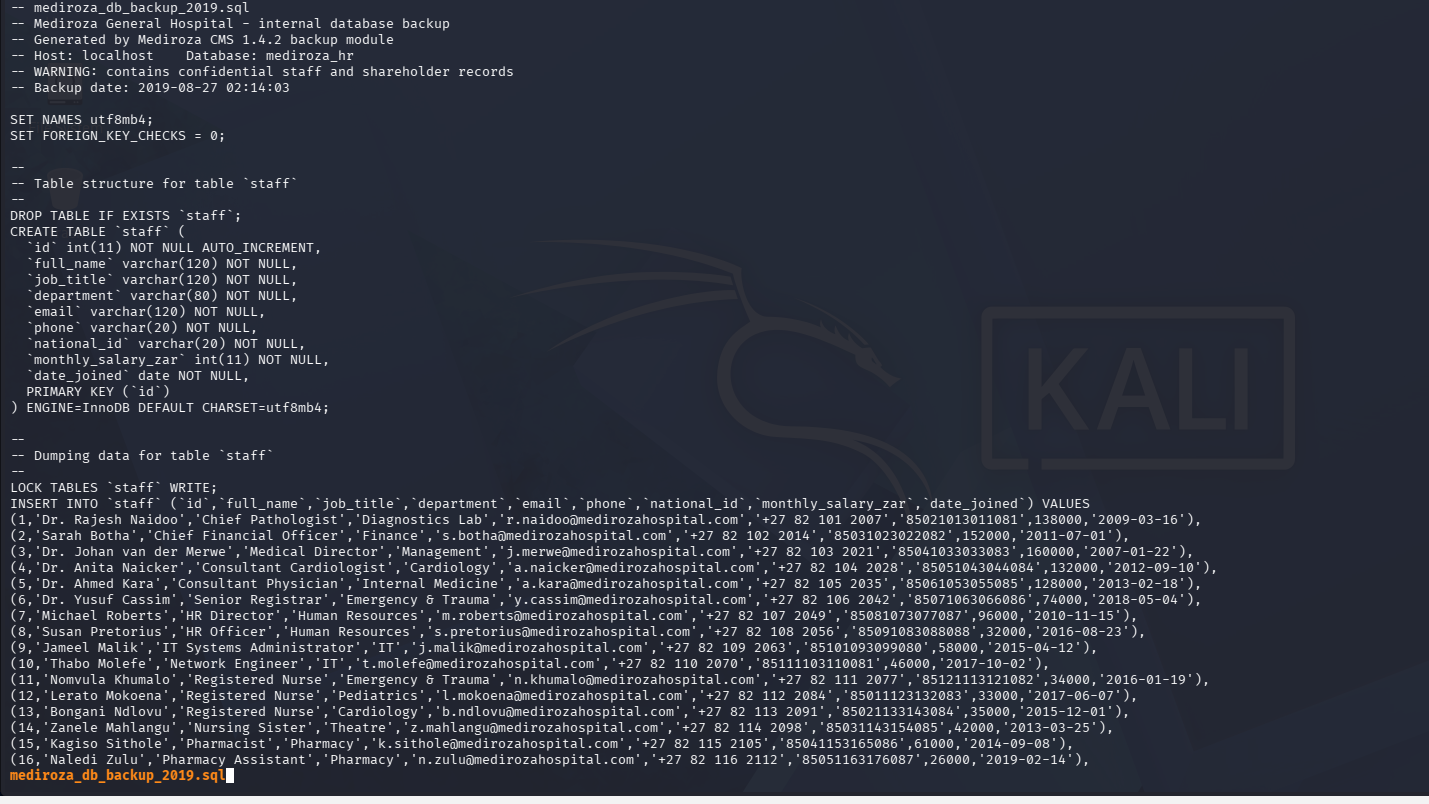 -- mediroza_db_backup_2019.sql
-- Mediroza General Hospital - internal database backup
-- Generated by Mediroza CMS 1.4.2 backup module
-- Host: localhost    Database: mediroza_hr
-- WARNING: contains confidential staff and shareholder records
-- Backup date: 2019-08-27 02:14:03

SET NAMES utf8mb4;
SET FOREIGN_KEY_CHECKS = 0;

--
-- Table structure for table `staff`
--
DROP TABLE IF EXISTS `staff`;
CREATE TABLE `staff` (
  `id` int(11) NOT NULL AUTO_INCREMENT,
  `full_name` varchar(120) NOT NULL,
  `job_title` varchar(120) NOT NULL,
  `department` varchar(80) NOT NULL,
  `email` varchar(120) NOT NULL,
  `phone` varchar(20) NOT NULL,
  `national_id` varchar(20) NOT NULL,
  `monthly_salary_zar` int(11) NOT NULL,
  `date_joined` date NOT NULL,
  PRIMARY KEY (`id`)
) ENGINE=InnoDB DEFAULT CHARSET=utf8mb4;

--
-- Dumping data for table `staff`
--
LOCK TABLES `staff` WRITE;
INSERT INTO `staff` (`id`,`full_name`,`job_title`,`department`,`email`,`phone`,`national_id`,`monthly_salary_zar`,`date_joined`) VALUES
(1,'Dr. Rajesh Naidoo','Chief Pathologist','Diagnostics Lab','r.naidoo@medirozahospital.com','+27 82 101 2007','85021013011081',138000,'2009-03-16'),
(2,'Sarah Botha','Chief Financial Officer','Finance','s.botha@medirozahospital.com','+27 82 102 2014','85031023022082',152000,'2011-07-01'),
(3,'Dr. Johan van der Merwe','Medical Director','Management','j.merwe@medirozahospital.com','+27 82 103 2021','85041033033083',160000,'2007-01-22'),
(4,'Dr. Anita Naicker','Consultant Cardiologist','Cardiology','a.naicker@medirozahospital.com','+27 82 104 2028','85051043044084',132000,'2012-09-10'),
(5,'Dr. Ahmed Kara','Consultant Physician','Internal Medicine','a.kara@medirozahospital.com','+27 82 105 2035','85061053055085',128000,'2013-02-18'),
(6,'Dr. Yusuf Cassim','Senior Registrar','Emergency & Trauma','y.cassim@medirozahospital.com','+27 82 106 2042','85071063066086',74000,'2018-05-04'),
(7,'Michael Roberts','HR Director','Human Resources','m.roberts@medirozahospital.com','+27 82 107 2049','85081073077087',96000,'2010-11-15'),
(8,'Susan Pretorius','HR Officer','Human Resources','s.pretorius@medirozahospital.com','+27 82 108 2056','85091083088088',32000,'2016-08-23'),
(9,'Jameel Malik','IT Systems Administrator','IT','j.malik@medirozahospital.com','+27 82 109 2063','85101093099080',58000,'2015-04-12'),
(10,'Thabo Molefe','Network Engineer','IT','t.molefe@medirozahospital.com','+27 82 110 2070','85111103110081',46000,'2017-10-02'),
(11,'Nomvula Khumalo','Registered Nurse','Emergency & Trauma','n.khumalo@medirozahospital.com','+27 82 111 2077','85121113121082',34000,'2016-01-19'),
(12,'Lerato Mokoena','Registered Nurse','Pediatrics','l.mokoena@medirozahospital.com','+27 82 112 2084','85011123132083',33000,'2017-06-07'),
(13,'Bongani Ndlovu','Registered Nurse','Cardiology','b.ndlovu@medirozahospital.com','+27 82 113 2091','85021133143084',35000,'2015-12-01'),
(14,'Zanele Mahlangu','Nursing Sister','Theatre','z.mahlangu@medirozahospital.com','+27 82 114 2098','85031143154085',42000,'2013-03-25'),
(15,'Kagiso Sithole','Pharmacist','Pharmacy','k.sithole@medirozahospital.com','+27 82 115 2105','85041153165086',61000,'2014-09-08'),
(16,'Naledi Zulu','Pharmacy Assistant','Pharmacy','n.zulu@medirozahospital.com','+27 82 116 2112','85051163176087',26000,'2019-02-14'),
mediroza_db_backup_2019.sql
KALI